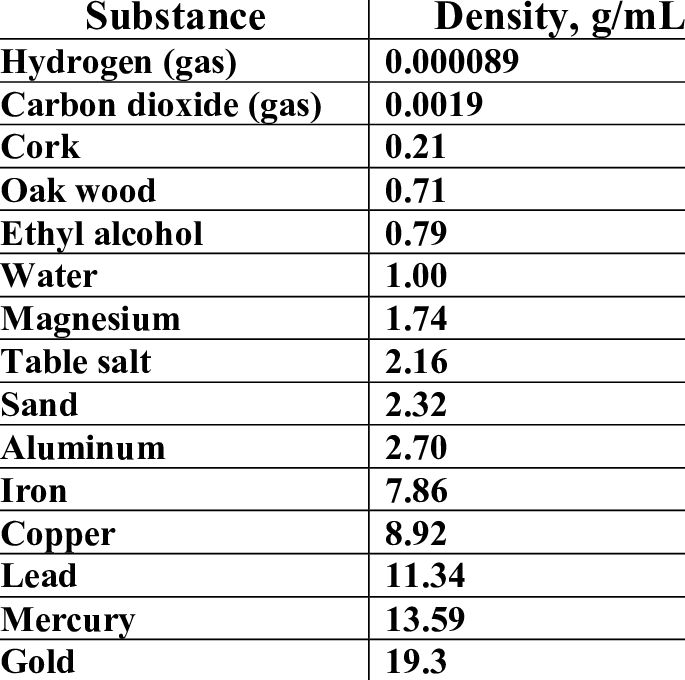 Substance Density, g/mL
Hydrogen (gas) 0.000089
Carbon dioxide (gas) 0.0019
Cork 0.21
Oak wood 0.71
Ethyl alcohol 0.79
Water 1.00
Magnesium 1.74
Table salt 2.16
Sand 2.32
Aluminum 2.70
Iron 7.86
Copper 8.92
Lead 11.34
Mercury 13.59
Gold 19.3